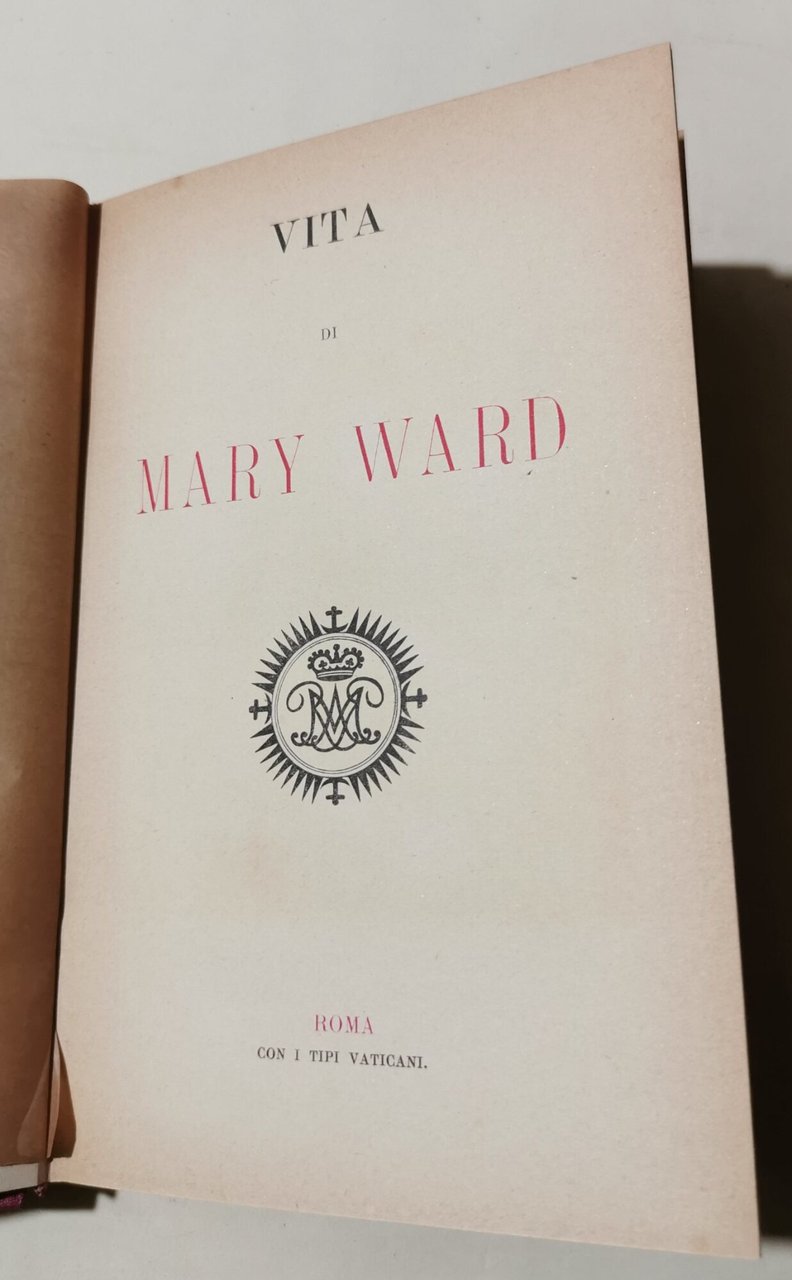 VITA
DI
MARY WARD
ROMA
CON I TIPI VATICANI.